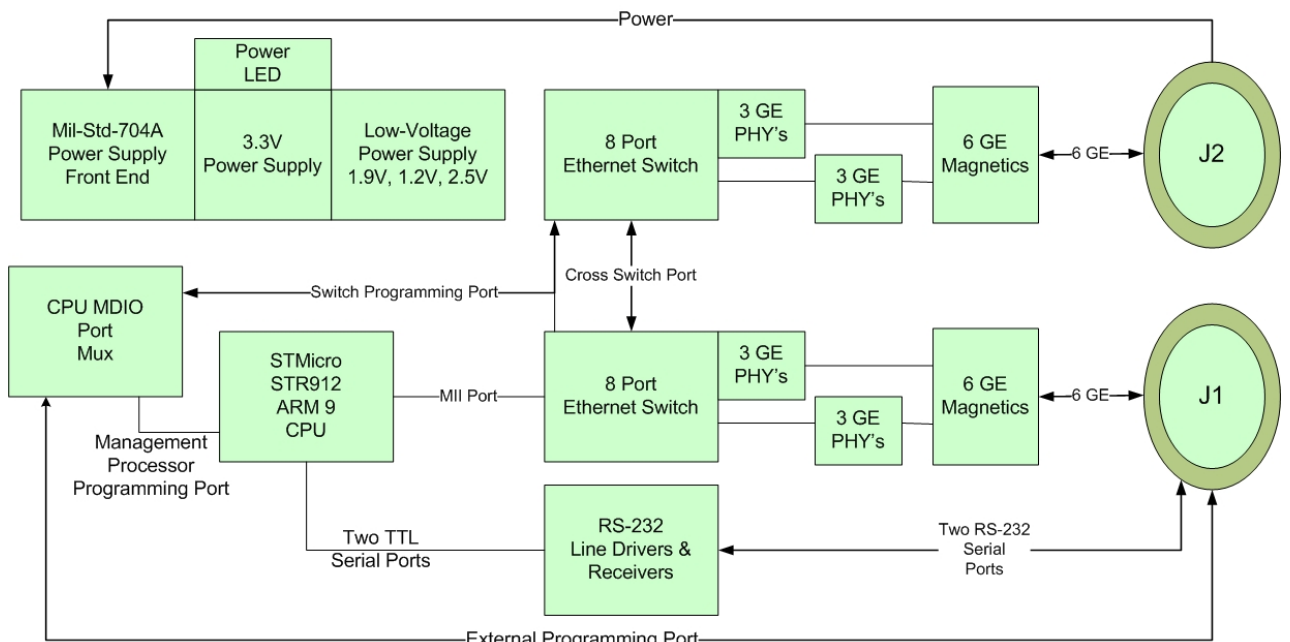 Power
Power
LED
Mil-Std-704A
Power Supply
Front End
3.3V
Power Supply
Low-Voltage
Power Supply
1.9V, 1.2V, 2.5V
8 Port
Ethernet Switch
3 GE
PHY's
3 GE
PHY's
6 GE
Magnetics
6 GE
J2
Cross Switch Port
Switch Programming Port
CPU MDIO
Port
Mux
STMicro
STR912
ARM 9
CPU
MII Port
8 Port
Ethernet Switch
3 GE
PHY's
3 GE
PHY's
6 GE
Magnetics
6 GE
J1
Management
Processor
Programming Port
Two TTL
Serial Ports
RS-232
Line Drivers &
Receivers
Two RS-232
Serial
Ports
External Programming Port